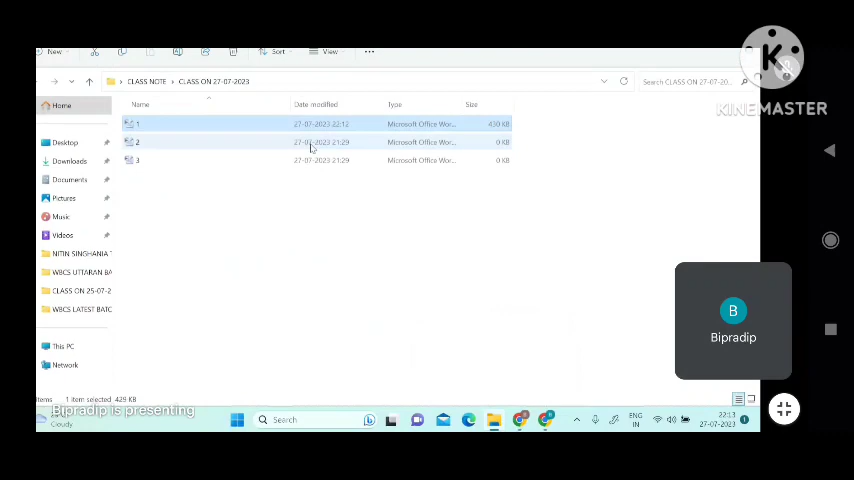 New
Sort
View
CLASS NOTE > CLASS ON 27-07-2023
Search CLASS ON 27-07-20...
KINEMASTER
Home
Name Date modified Type Size
1 27-07-2023 22:12 Microsoft Office Wor... 430 KB
2 27-07-2023 21:29 Microsoft Office Wor... 0 KB
3 27-07-2023 21:29 Microsoft Office Wor... 0 KB
Desktop
Downloads
Documents
Pictures
Music
Videos
NITIN SINGHANIA
WBCS UTTARAN BA
CLASS ON 25-07-2
WBCS LATEST BATC
This PC
Network
B
Bipradip
items 1 item selected 429 KB
Bipradip is presenting
Cloudy
Search
ENG
IN
22:13
27-07-2023